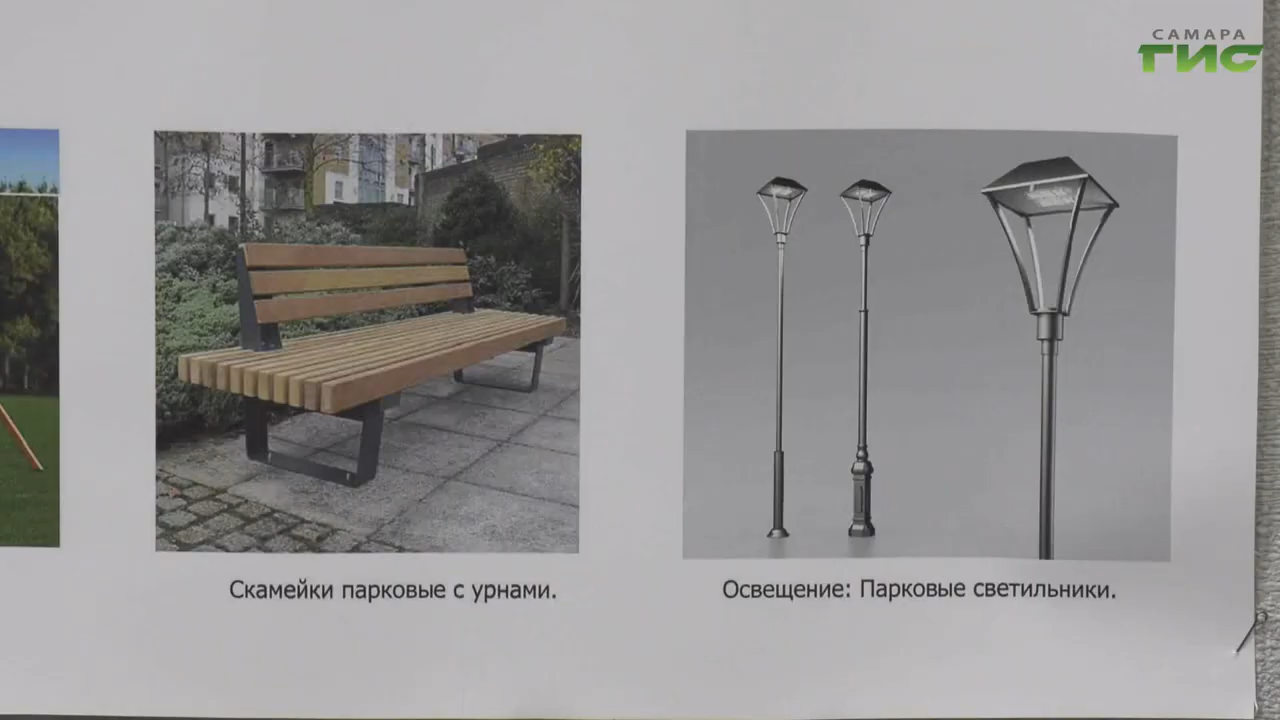 САМАРА
ГИС
Скамейки парковые с урнами.
Освещение: Парковые светильники.